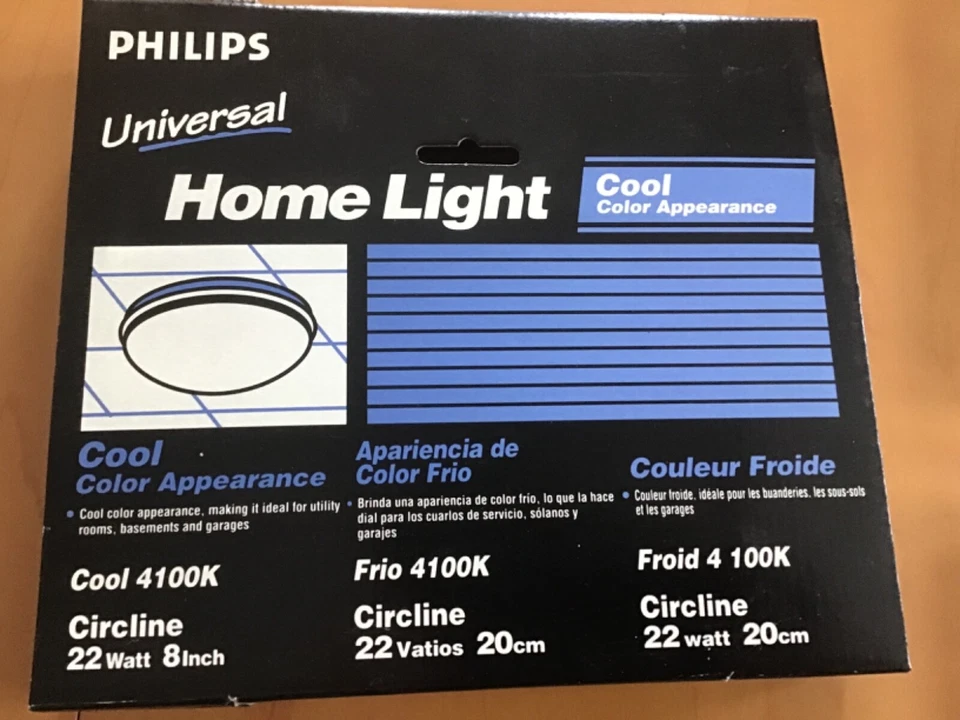 PHILIPS
Universal
Home Light
Cool
Color Appearance
Cool
Color Appearance
• Cool color appearance, making it ideal for utility
rooms, basements and garages
Cool 4100K
Circline
22 Watt 8 Inch
Apariencia de
Color Frio
• Brinda una apariencia de color frio, lo que la hace
dial para los cuarlos de servicio, sólanos y
garajes
Frio 4100K
Circline
22 Vatios 20cm
Couleur Froide
• Couleur froide, idéale pour les buanderies, les sous-sols
et les garages
Froid 4 100K
Circline
22 watt 20cm